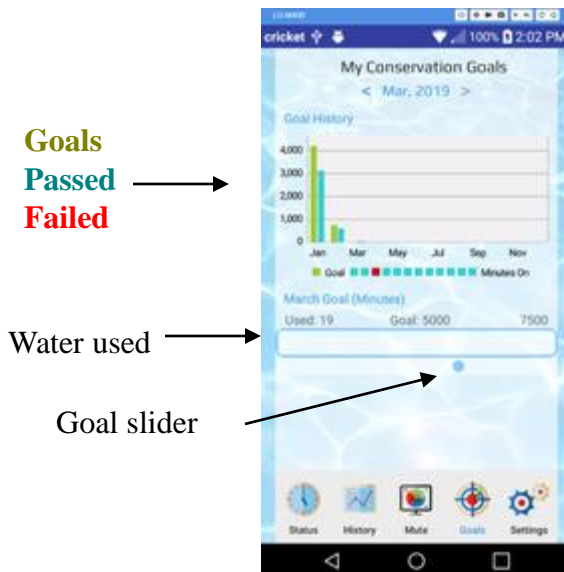 cricket 100% 2:02 PM
My Conservation Goals
< Mar, 2019 >
Goal History
Goals
Passed
Failed
4,000
3,000
2,000
1,000
0
Jan Mar May Jul Sep Nov
Goal Minutes On
March Goal (Minutes)
Used: 19 Goal: 5000 7500
Water used
Goal slider
Status History Mute Goals Settings